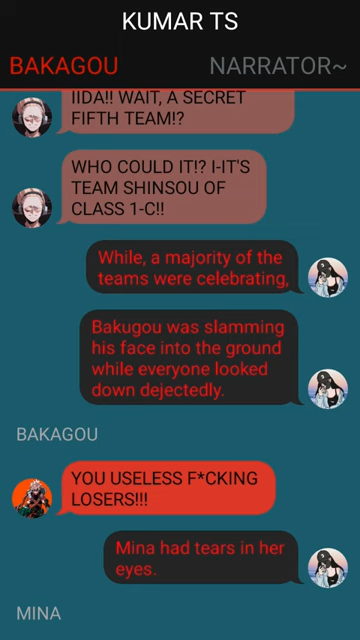 KUMAR TS
BAKAGOU NARRATOR~
IIDA!! WAIT, A SECRET
FIFTH TEAM!?
WHO COULD IT!? I-IT'S
TEAM SHINSOU OF
CLASS 1-C!!
While, a majority of the
teams were celebrating,
Bakugou was slamming
his face into the ground
while everyone looked
down dejectedly.
BAKAGOU
YOU USELESS F*CKING
LOSERS!!!
Mina had tears in her
eyes.
MINA